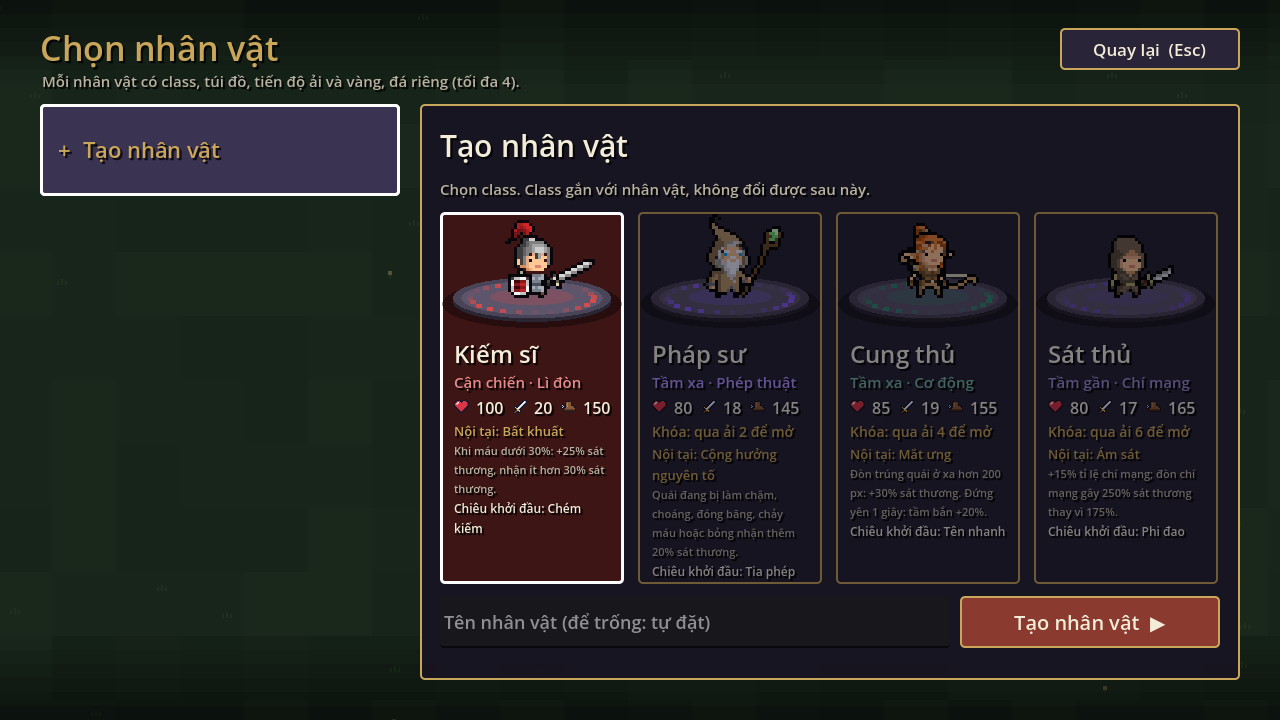 Chọn nhân vật
Mỗi nhân vật có class, túi đồ, tiến độ ải và vàng, đá riêng (tối đa 4).
Quay lại (Esc)
+ Tạo nhân vật
Tạo nhân vật
Chọn class. Class gắn với nhân vật, không đổi được sau này.
Kiếm sĩ
Cận chiến · Lì đòn
100 20 150
Nội tại: Bất khuất
Khi máu dưới 30%: +25% sát
thương, nhận ít hơn 30% sát
thương.
Chiêu khởi đầu: Chém
kiếm
Pháp sư
Tầm xa · Phép thuật
80 18 145
Khóa: qua ải 2 để mở
Nội tại: Cộng hưởng
nguyên tố
Quái đang bị làm chậm,
choáng, đóng băng, chảy
máu hoặc bỏng nhận thêm
20% sát thương.
Chiêu khởi đầu: Tia phép
Cung thủ
Tầm xa · Cơ động
85 19 155
Khóa: qua ải 4 để mở
Nội tại: Mắt ưng
Đòn trúng quái ở xa hơn 200
px: +30% sát thương. Đứng
yên 1 giây: tầm bắn +20%.
Chiêu khởi đầu: Tên nhanh
Sát thủ
Tầm gần · Chí mạng
80 17 165
Khóa: qua ải 6 để mở
Nội tại: Ám sát
+15% tỉ lệ chí mạng; đòn chí
mạng gây 250% sát thương
thay vì 175%.
Chiêu khởi đầu: Phi dao
Tên nhân vật (để trống: tự đặt)
Tạo nhân vật ▶